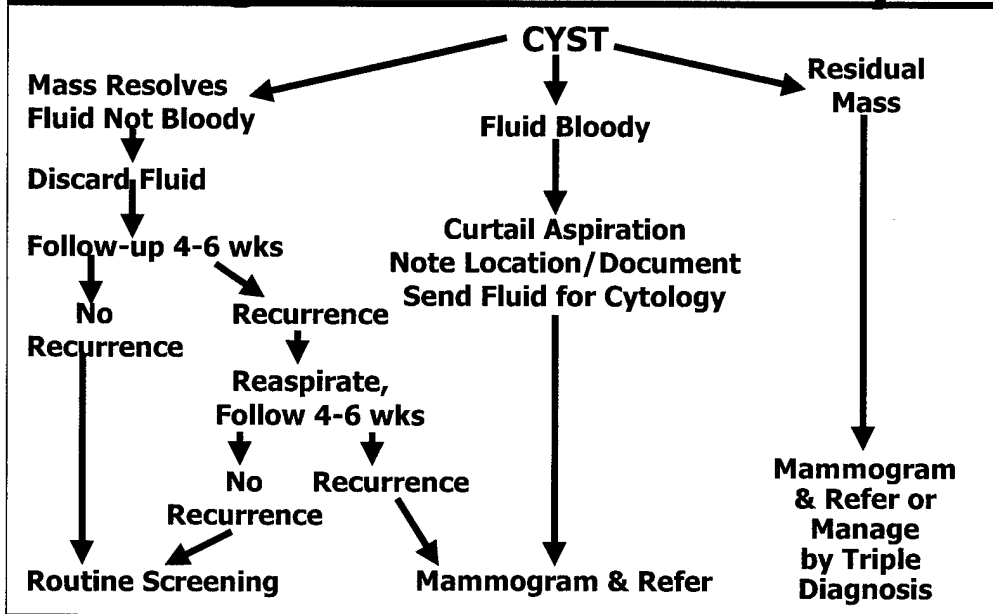 CYST
Mass Resolves
Fluid Not Bloody
Discard Fluid
Follow-up 4-6 wks
No
Recurrence
Recurrence
Reaspirate,
Follow 4-6 wks
No
Recurrence
Recurrence
Routine Screening
Fluid Bloody
Curtail Aspiration
Note Location/Document
Send Fluid for Cytology
Mammogram & Refer
Residual
Mass
Mammogram
& Refer or
Manage
by Triple
Diagnosis